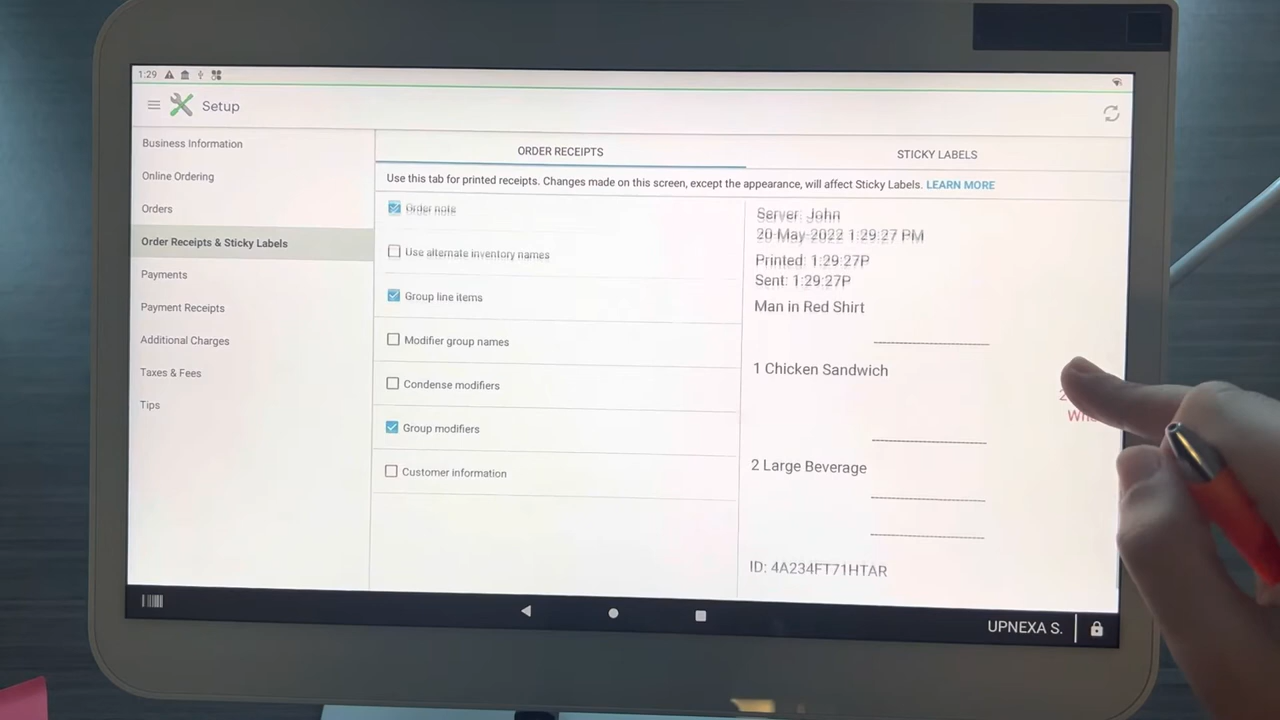 1:29
Setup
Business Information
Online Ordering
Orders
Order Receipts & Sticky Labels
Payments
Payment Receipts
Additional Charges
Taxes & Fees
Tips
ORDER RECEIPTS
STICKY LABELS
Use this tab for printed receipts. Changes made on this screen, except the appearance, will affect Sticky Labels. LEARN MORE
Order note
Use alternate inventory names
Group line items
Modifier group names
Condense modifiers
Group modifiers
Customer information
Server: John
20-May-2022 1:29:27 PM
Printed: 1:29:27P
Sent: 1:29:27P
Man in Red Shirt
1 Chicken Sandwich
2 Large Beverage
ID: 4A234FT71HTAR
UPNEXA S.